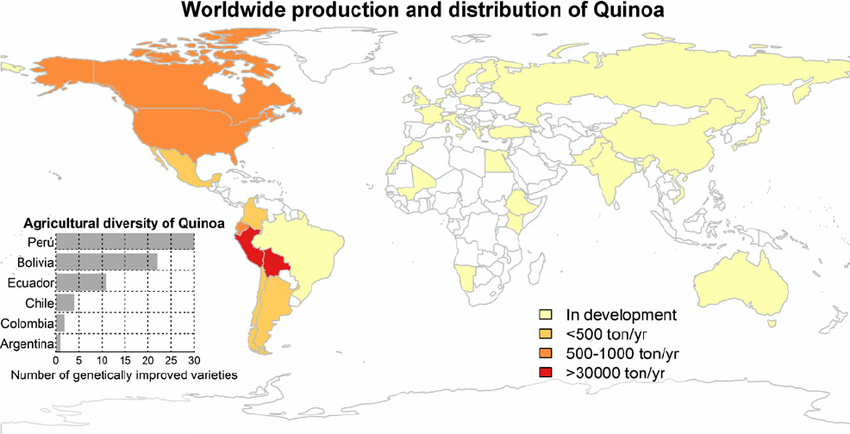 Worldwide production and distribution of Quinoa
Agricultural diversity of Quinoa
Perú
Bolivia
Ecuador
Chile
Colombia
Argentina
0 5 10 15 20 25 30
Number of genetically improved varieties
In development
<500 ton/yr
500-1000 ton/yr
>30000 ton/yr